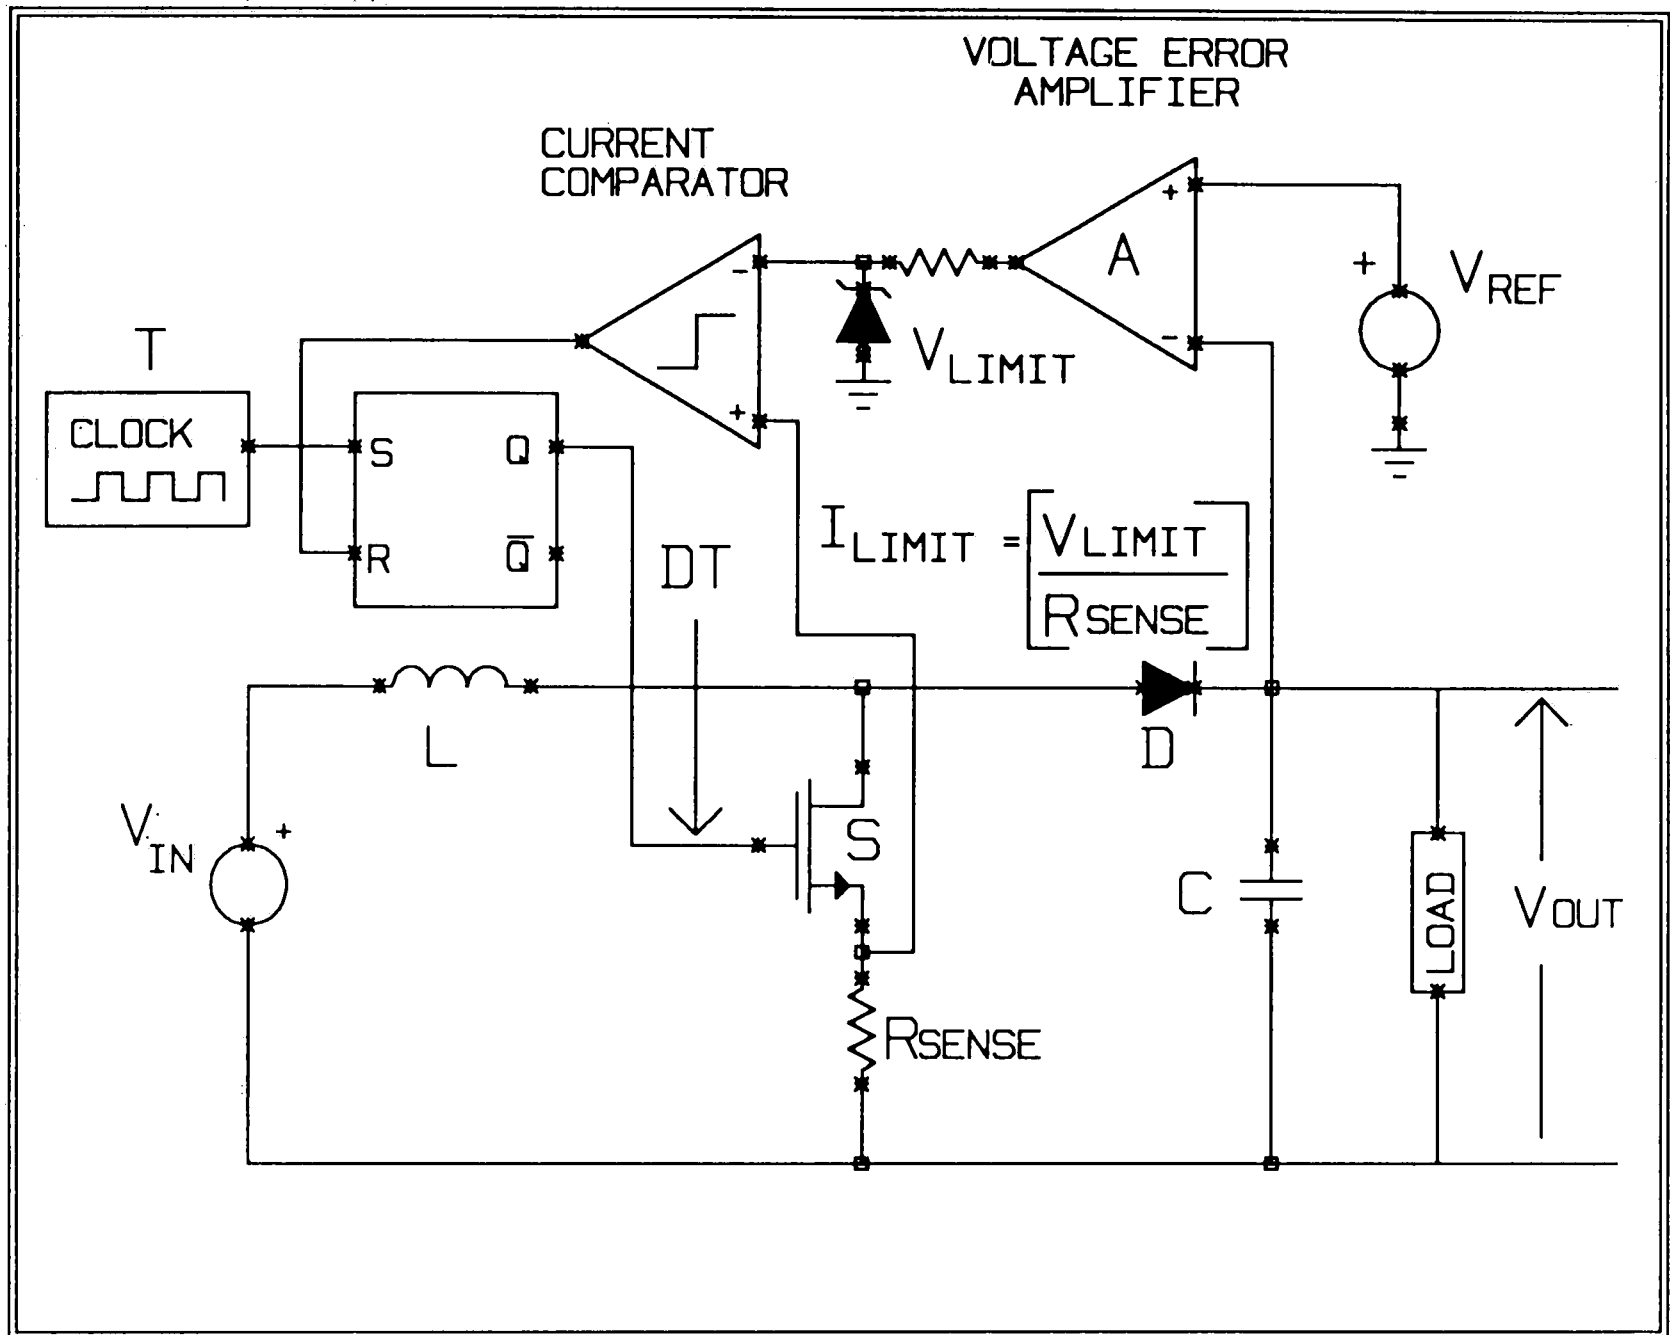 VOLTAGE ERROR
AMPLIFIER
CURRENT
COMPARATOR
+
A
-
+
VREF
-
+
VLIMIT
T
CLOCK
S
Q
R
Q̅
DT
ILIMIT = [VLIMIT
RSENSE]
L
D
VIN
+
S
C
LOAD
VOUT
RSENSE